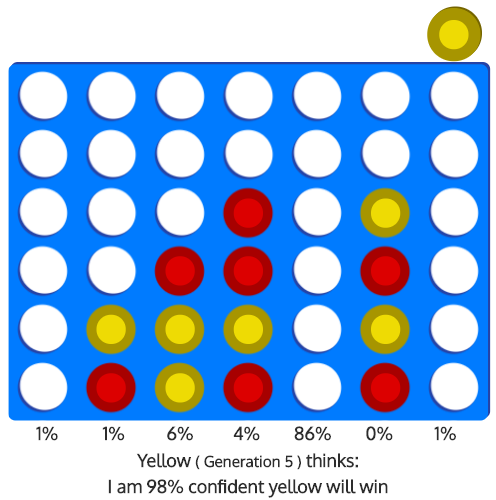 1% 1% 6% 4% 86% 0% 1%
Yellow ( Generation 5 ) thinks:
I am 98% confident yellow will win